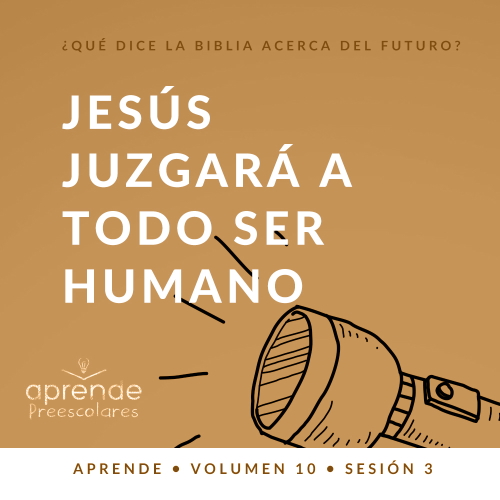 ¿QUÉ DICE LA BIBLIA ACERCA DEL FUTURO?
JESÚS
JUZGARÁ A
TODO SER
HUMANO
aprende
Preescolares
APRENDE • VOLUMEN 10 • SESIÓN 3